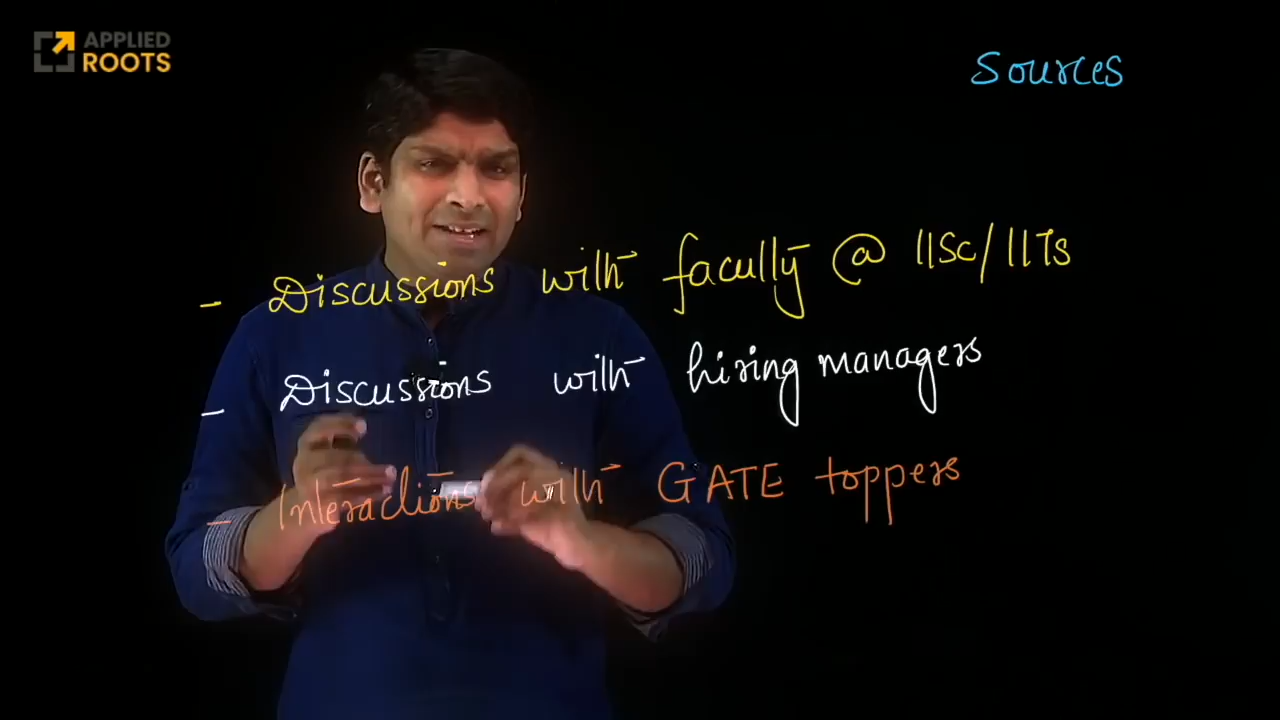 APPLIED
ROOTS
Sources
- Discussions with faculty @ IISc/IITs
- Discussions with hiring managers
- Interactions with GATE toppers